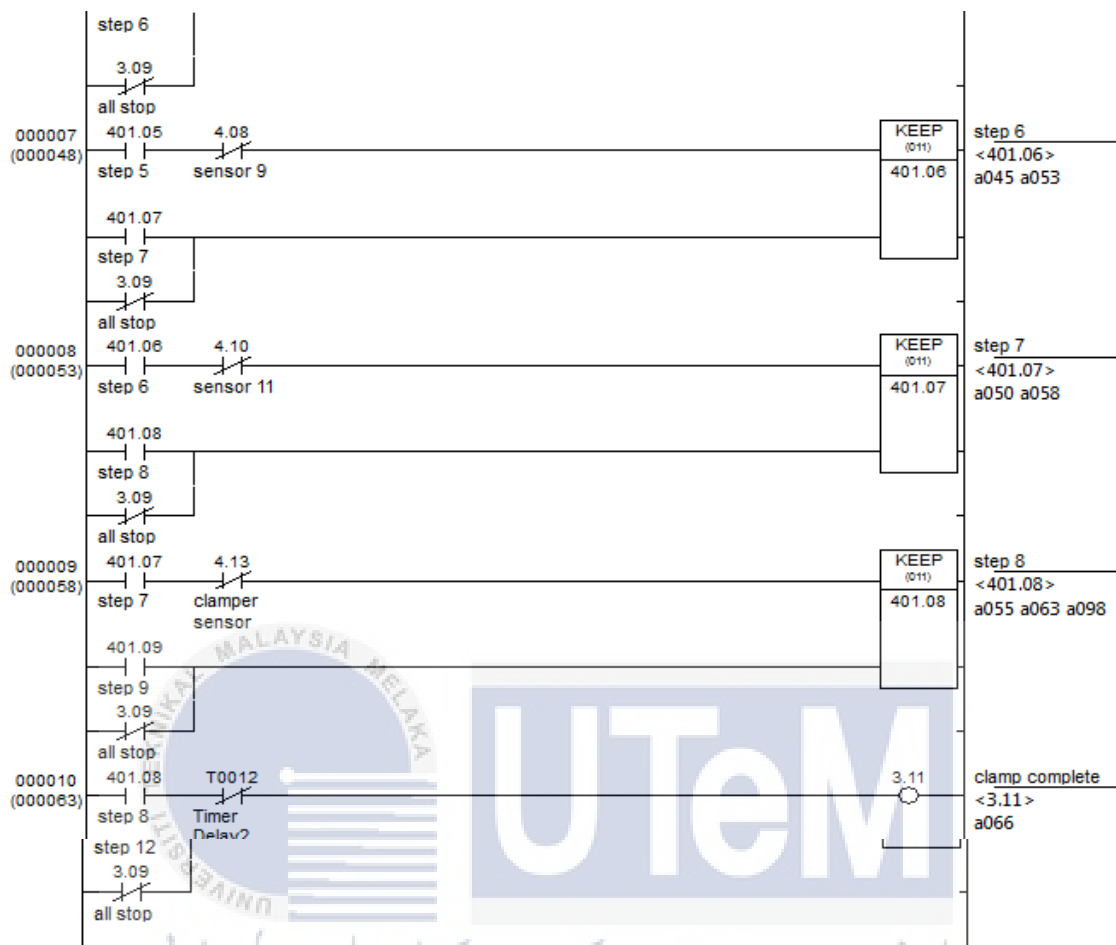 step 6
3.09
all stop
000007 401.05 4.08 KEEP step 6
(000048) (011) <401.06>
step 5 sensor 9 401.06 a045 a053
401.07
step 7
3.09
all stop
000008 401.06 4.10 KEEP step 7
(000053) (011) <401.07>
step 6 sensor 11 401.07 a050 a058
401.08
step 8
3.09
all stop
000009 401.07 4.13 KEEP step 8
(000058) (011) <401.08>
step 7 clamper 401.08 a055 a063 a098
sensor
401.09
step 9
3.09
all stop
000010 401.08 T0012 3.11 clamp complete
(000063) <3.11>
step 8 Timer a066
Delay2
step 12
3.09
all stop
UNIVERSITI TEKNIKAL MALAYSIA MELAKA
UTeM